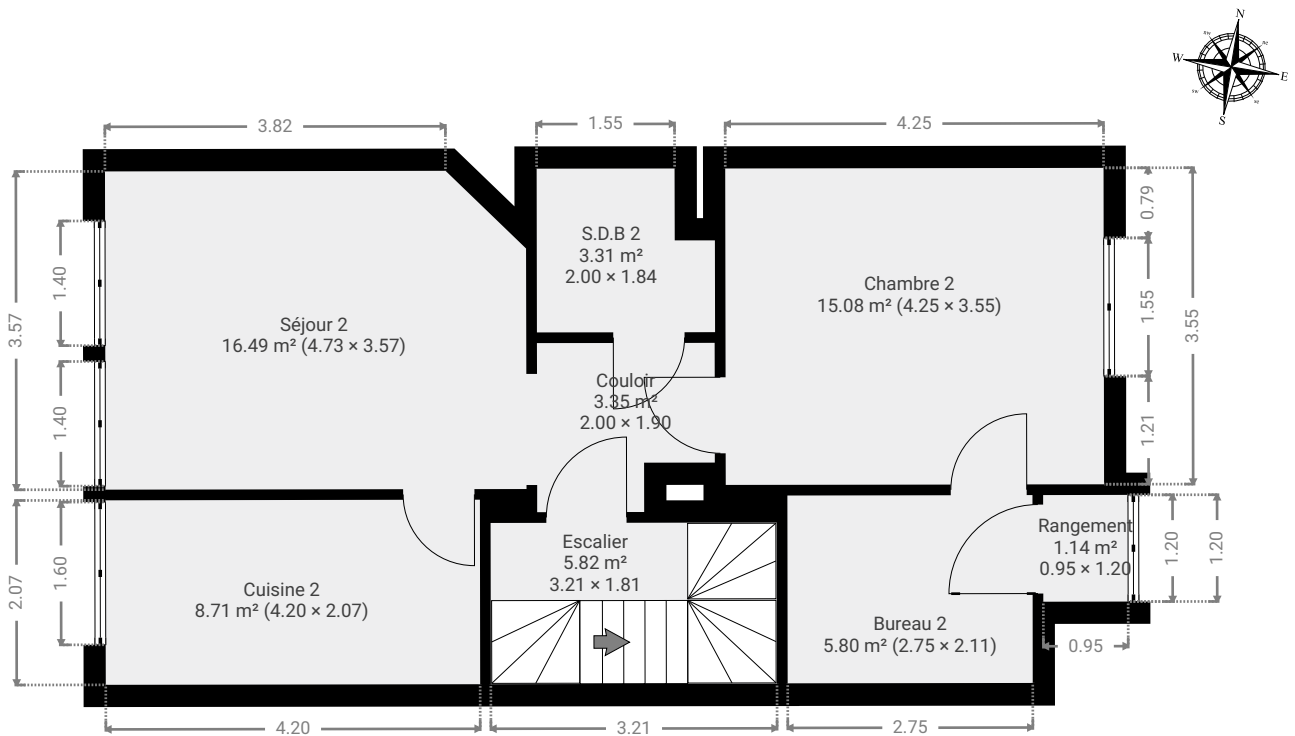 N
nw
ne
W
E
sw
se
S
3.82
1.55
4.25
3.57
1.40
1.40
0.79
1.55
1.21
3.55
S.D.B 2
3.31 m²
2.00 × 1.84
Chambre 2
15.08 m² (4.25 × 3.55)
Séjour 2
16.49 m² (4.73 × 3.57)
Couloir
3.35 m²
2.00 × 1.90
2.07
1.60
Cuisine 2
8.71 m² (4.20 × 2.07)
Escalier
5.82 m²
3.21 × 1.81
Rangement
1.14 m²
0.95 × 1.20
1.20
1.20
Bureau 2
5.80 m² (2.75 × 2.11)
0.95
4.20
3.21
2.75